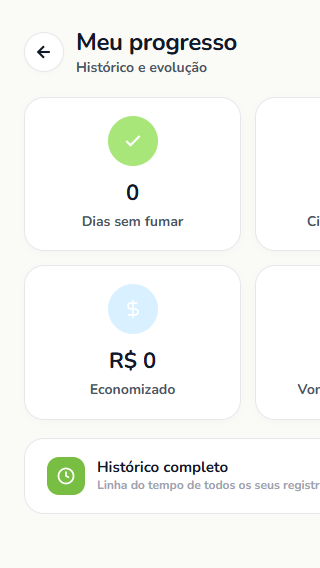 Meu progresso
Histórico e evolução
0
Dias sem fumar
R$ 0
Economizado
Histórico completo
Linha do tempo de todos os seus